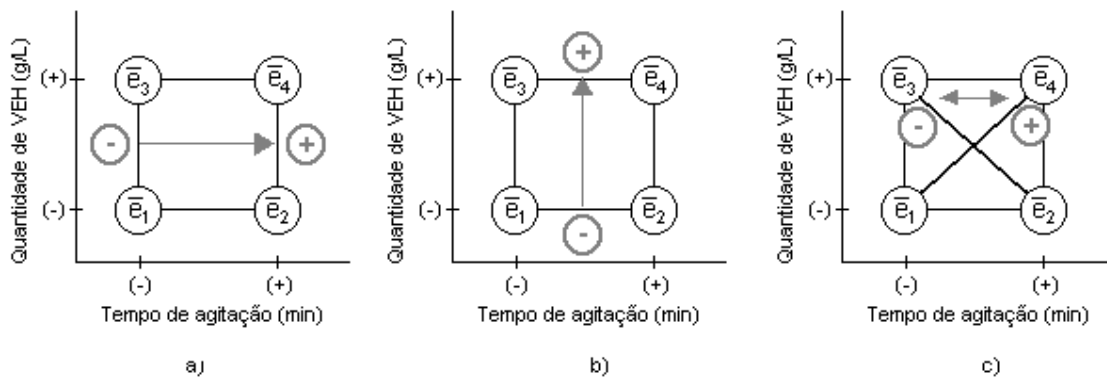 Quantidade de VEH (g/L)
(+)
(-)
ē3
ē4
ē1
ē2
-
+
(-)
(+)
Tempo de agitação (min)
a)
Quantidade de VEH (g/L)
(+)
(-)
+
ē3
ē4
ē1
ē2
-
(-)
(+)
Tempo de agitação (min)
b)
Quantidade de VEH (g/L)
(+)
(-)
ē3
ē4
-
+
ē1
ē2
(-)
(+)
Tempo de agitação (min)
c)